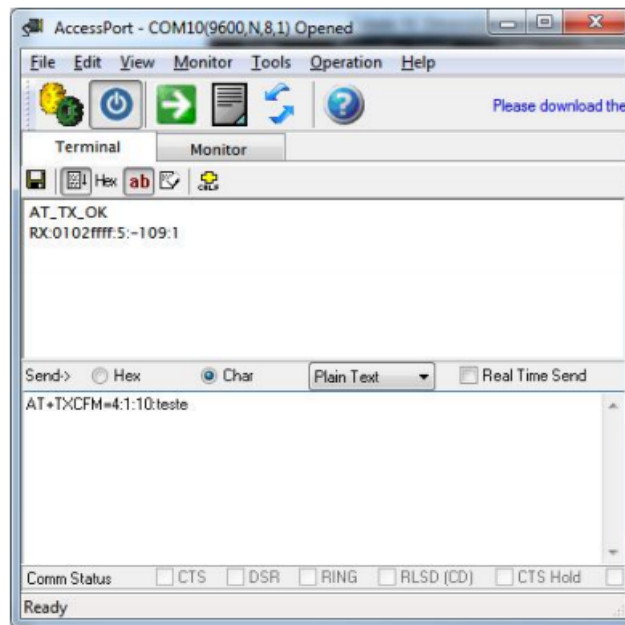 AccessPort - COM10(9600,N,8,1) Opened
File Edit View Monitor Tools Operation Help
Please download the
Terminal Monitor
Hex ab
AT_TX_OK
RX:0102ffff:5:-109:1
Send-> Hex Char Plain Text Real Time Send
AT+TXCFM=4:1:10:teste
Comm Status CTS DSR RING RLSD (CD) CTS Hold
Ready